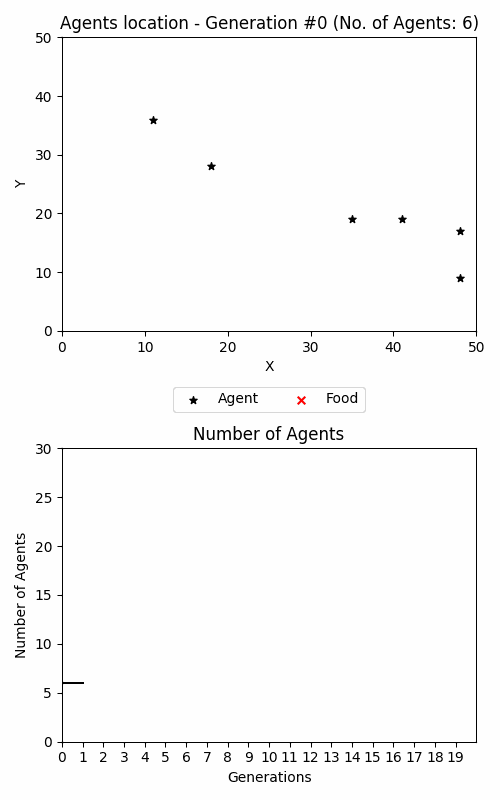 Agents location - Generation #0 (No. of Agents: 6)
50
40
30
20
10
0
Y
0 10 20 30 40 50
X
Agent Food
Number of Agents
30
25
20
15
10
5
0
Number of Agents
0 1 2 3 4 5 6 7 8 9 10 11 12 13 14 15 16 17 18 19
Generations